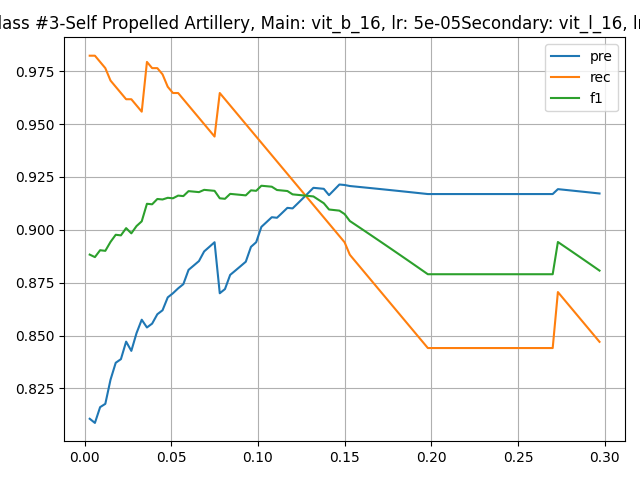 lass #3-Self Propelled Artillery, Main: vit_b_16, lr: 5e-05Secondary: vit_l_16, l
pre
rec
f1
0.975
0.950
0.925
0.900
0.875
0.850
0.825
0.00 0.05 0.10 0.15 0.20 0.25 0.30